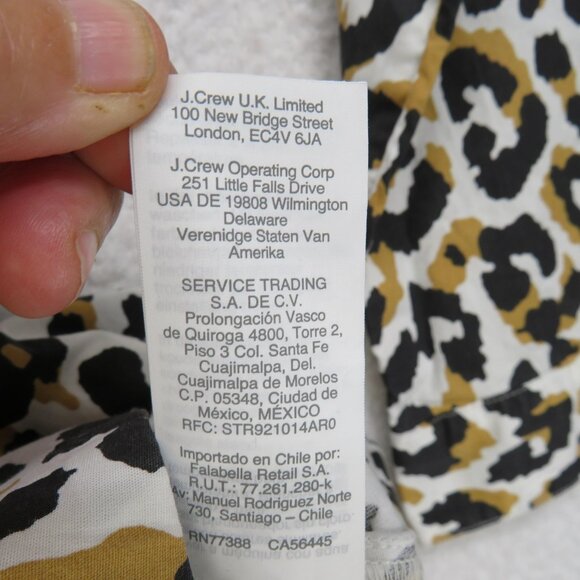 J.Crew U.K. Limited
100 New Bridge Street
London, EC4V 6JA
J.Crew Operating Corp
251 Little Falls Drive
USA DE 19808 Wilmington
Delaware
Verenidge Staten Van
Amerika
SERVICE TRADING
S.A. DE C.V.
Prolongación Vasco
de Quiroga 4800, Torre 2,
Piso 3 Col. Santa Fe
Cuajimalpa, Del.
Cuajimalpa de Morelos
C.P. 05348, Ciudad de
México, MÉXICO
RFC: STR921014AR0
Importado en Chile por:
Falabella Retail S.A.
R.U.T.: 77.261.280-k
Av: Manuel Rodriguez Norte
730, Santiago – Chile
RN77388 CA56445